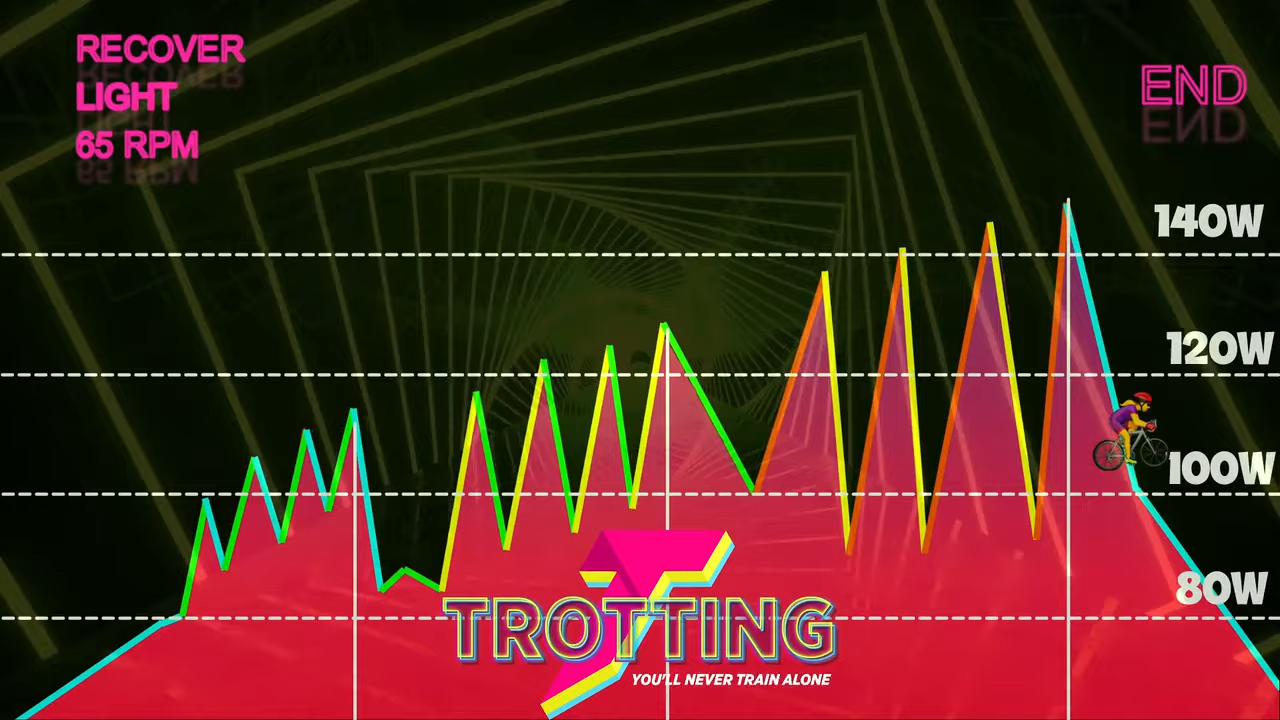 RECOVER
LIGHT
65 RPM
END
140W
120W
100W
80W
TROTTING
YOU'LL NEVER TRAIN ALONE